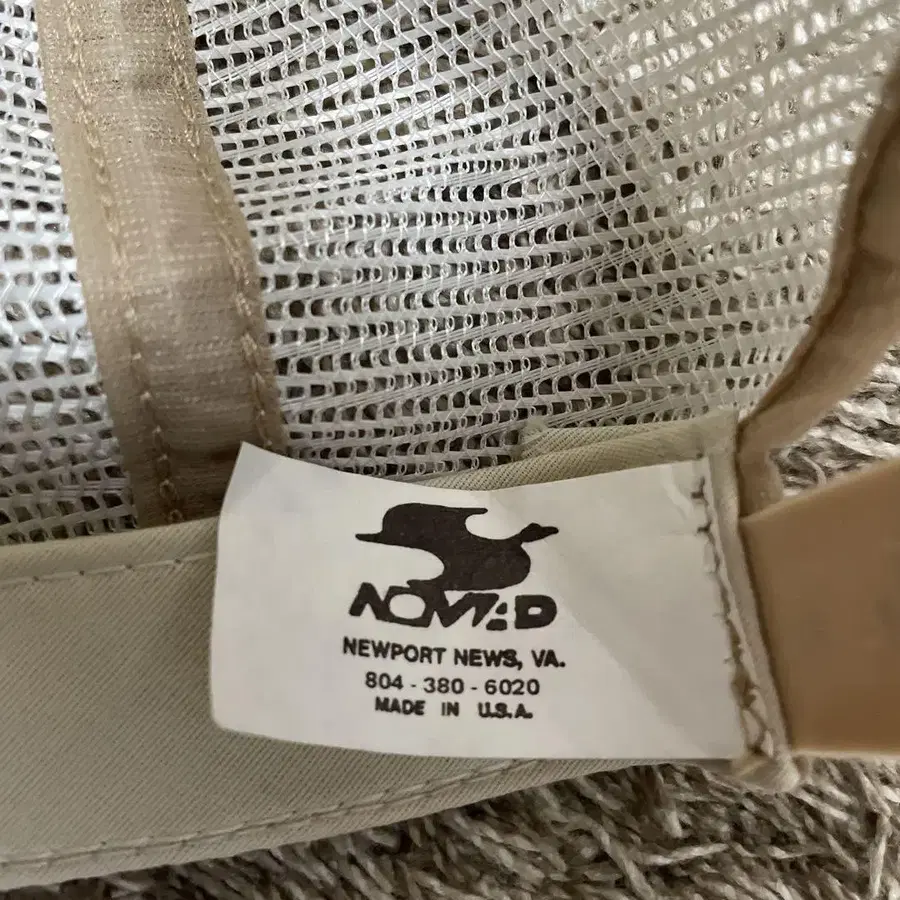 NOMAD
NEWPORT NEWS, VA.
804 - 380 - 6020
MADE IN U.S.A.